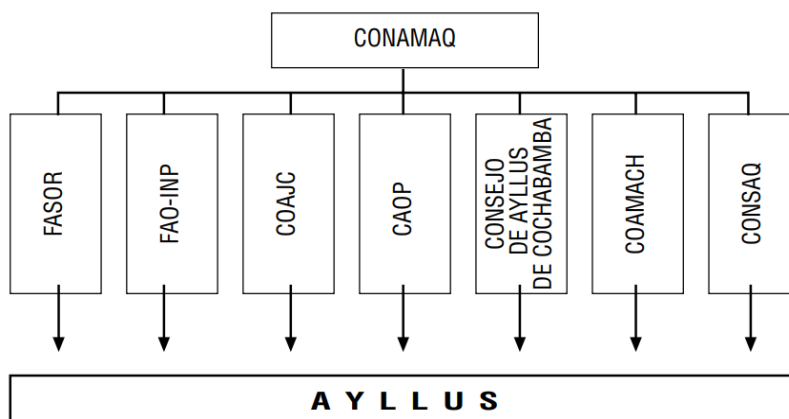 CONAMAQ
FASOR
FAO-INP
COAJC
CAOP
CONSEJO
DE AYLLUS
DE COCHABAMBA
COAMACH
CONSAQ
AYLLUS